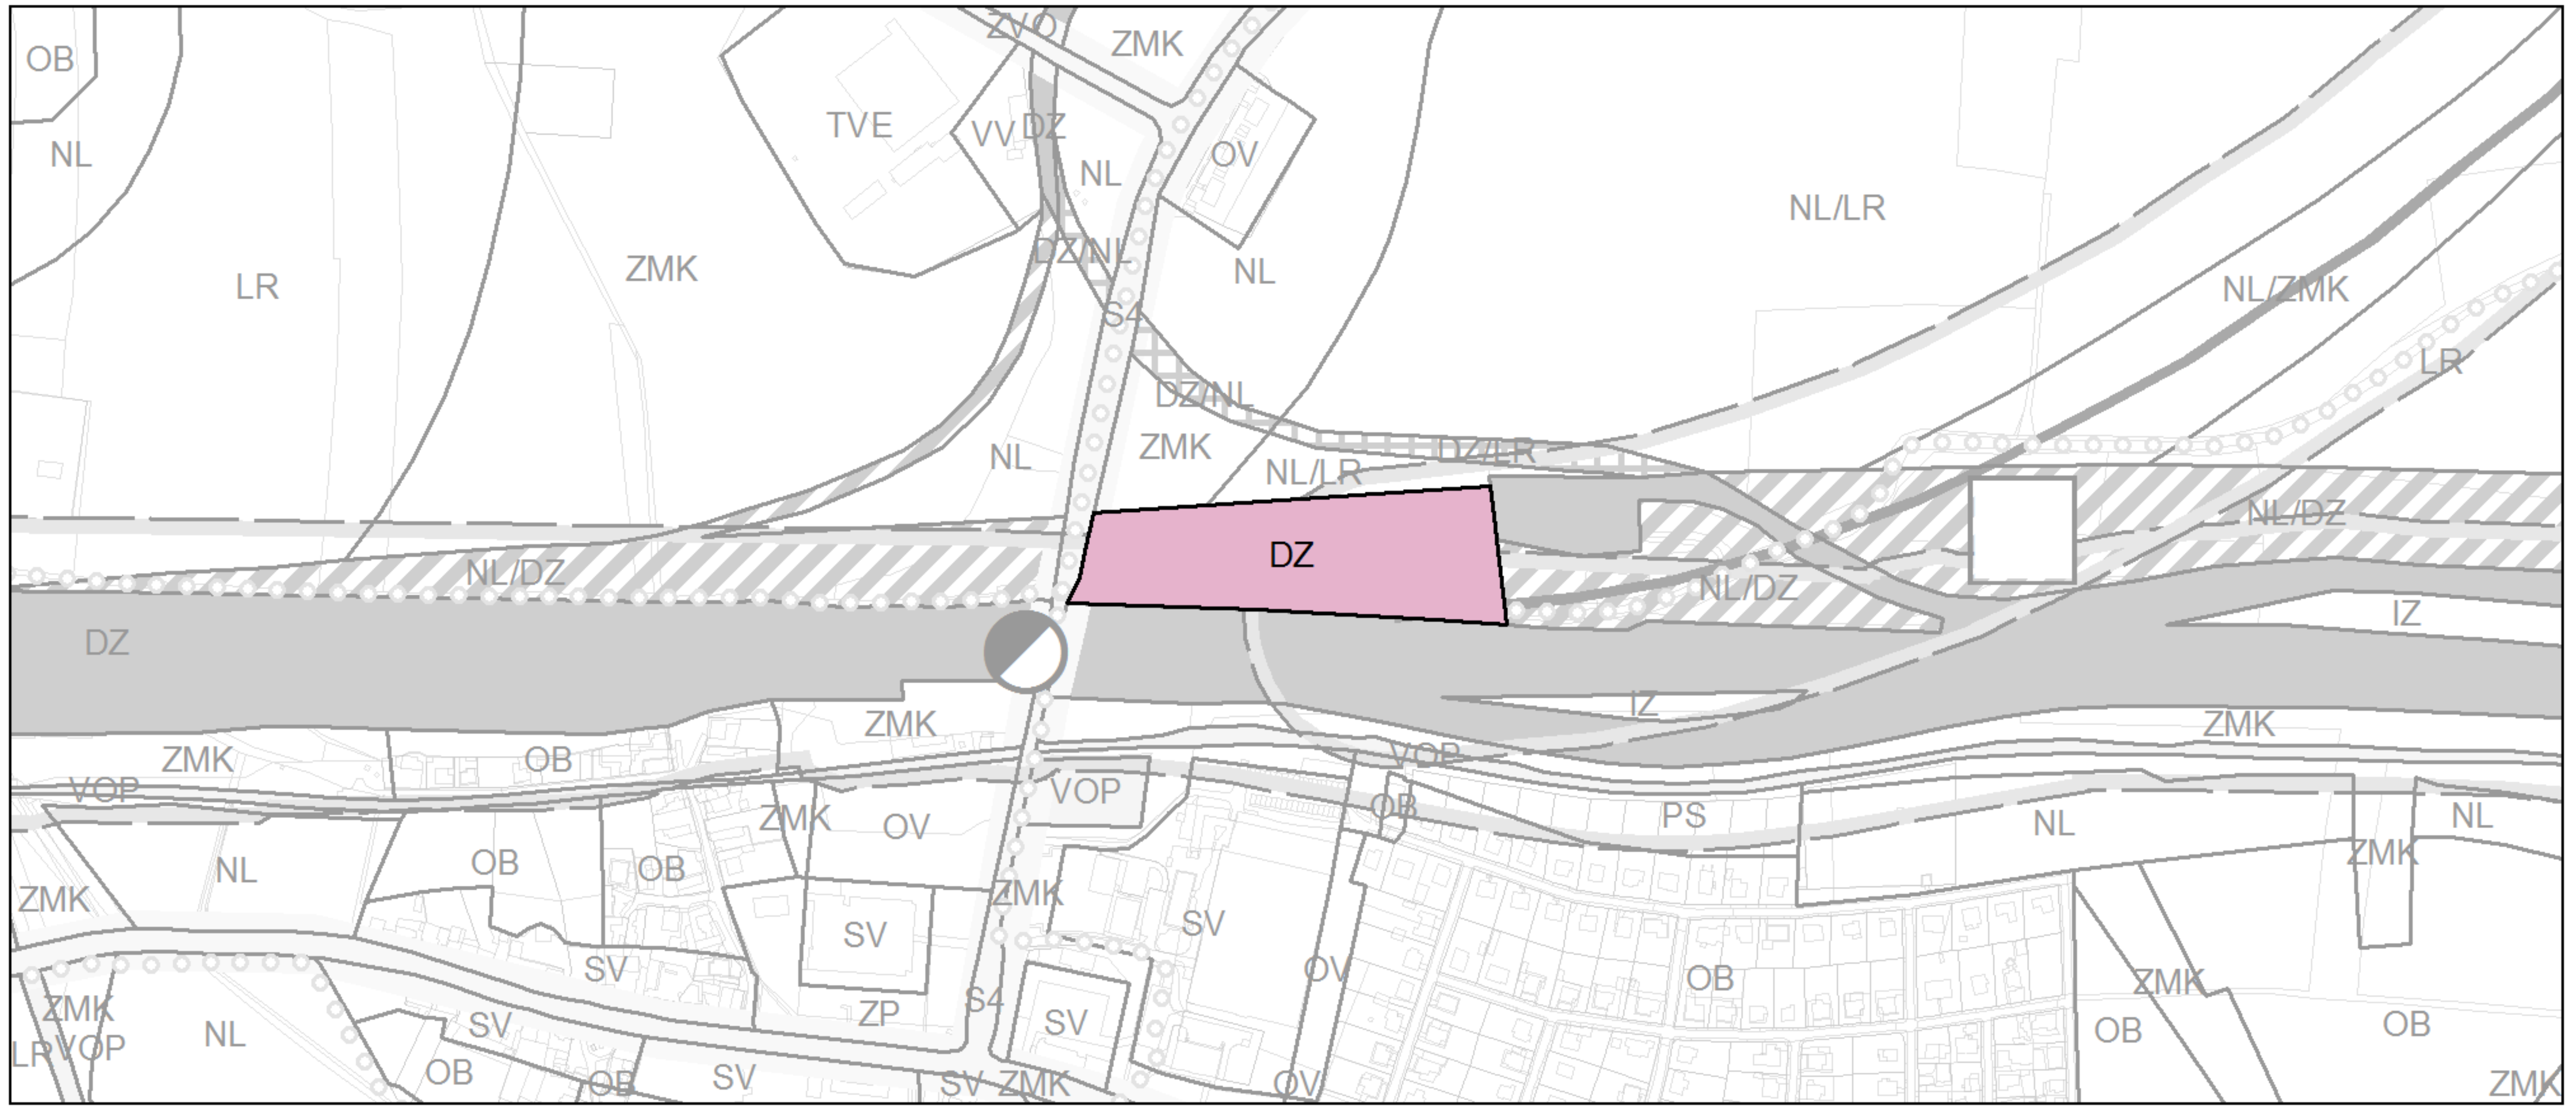 ZVO
ZMK
OB
TVE
VV
DZ
OV
NL
NL
NL/LR
DZ/NL
ZMK
NL
LR
NL/ZMK
S4
LR
DZ/NL
ZMK
DZ/LR
NL
NL/LR
NL/DZ
DZ
NL/DZ
NL/DZ
IZ
DZ
IZ
ZMK
ZMK
ZMK
OB
VOP
VOP
VOP
OB
PS
NL
NL
ZMK
OV
ZMK
NL
OB
OB
ZMK
ZMK
SV
SV
OV
SV
OB
ZMK
ZMK
NL
SV
ZP
S4
SV
OB
OB
LR
VOP
OB
OB
SV
SV
ZMK
OV
ZMK